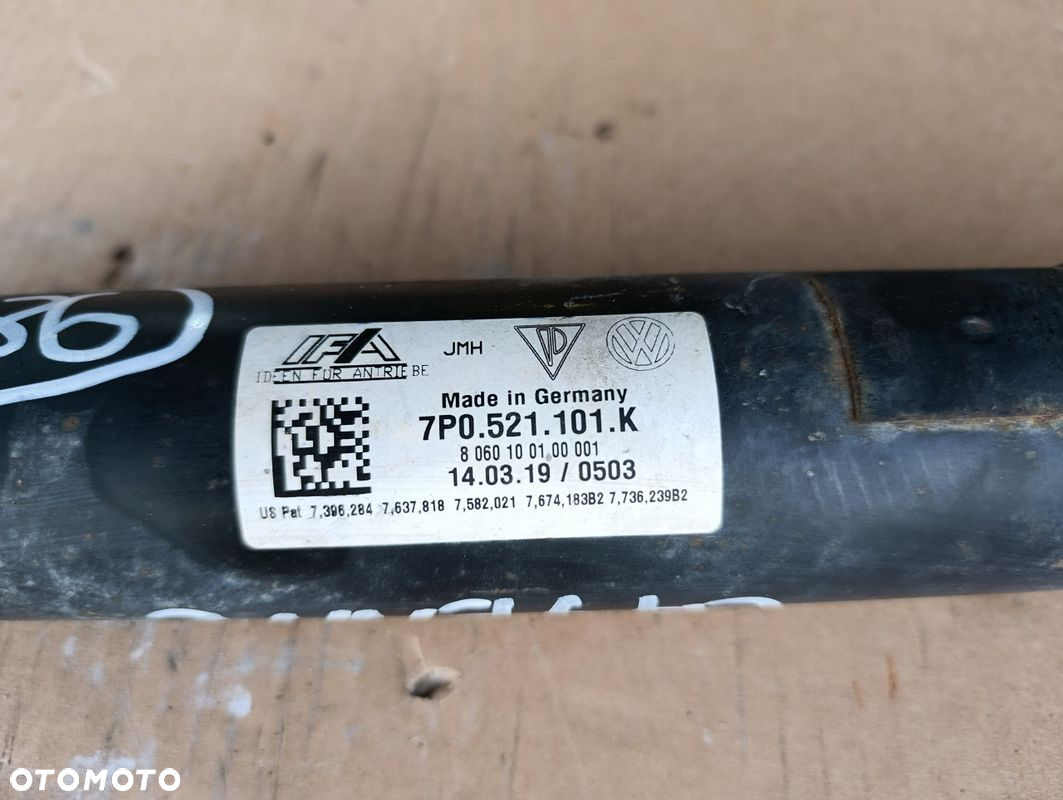 36
IFA
JMH
VW
IDEEN FÜR ANTRIEBE
Made in Germany
7P0.521.101.K
8 060 10 01 00 001
14.03.19 / 0503
US Pat 7,396,284 7,637,818 7,582,021 7,674,183B2 7,736,239B2
OTOMOTO